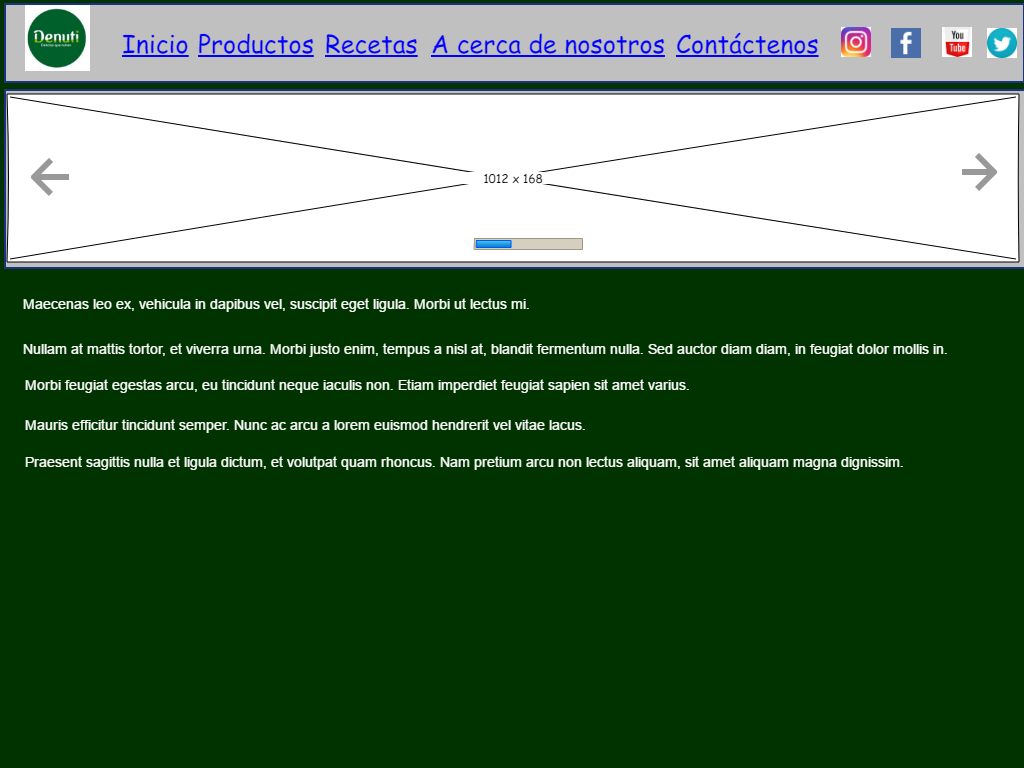 Denuti
Inicio Productos Recetas A cerca de nosotros Contáctenos
You
Tube
1012 x 168
Maecenas leo ex, vehicula in dapibus vel, suscipit eget ligula. Morbi ut lectus mi.
Nullam at mattis tortor, et viverra urna. Morbi justo enim, tempus a nisl at, blandit fermentum nulla. Sed auctor diam diam, in feugiat dolor mollis in.
Morbi feugiat egestas arcu, eu tincidunt neque iaculis non. Etiam imperdiet feugiat sapien sit amet varius.
Mauris efficitur tincidunt semper. Nunc ac arcu a lorem euismod hendrerit vel vitae lacus.
Praesent sagittis nulla et ligula dictum, et volutpat quam rhoncus. Nam pretium arcu non lectus aliquam, sit amet aliquam magna dignissim.